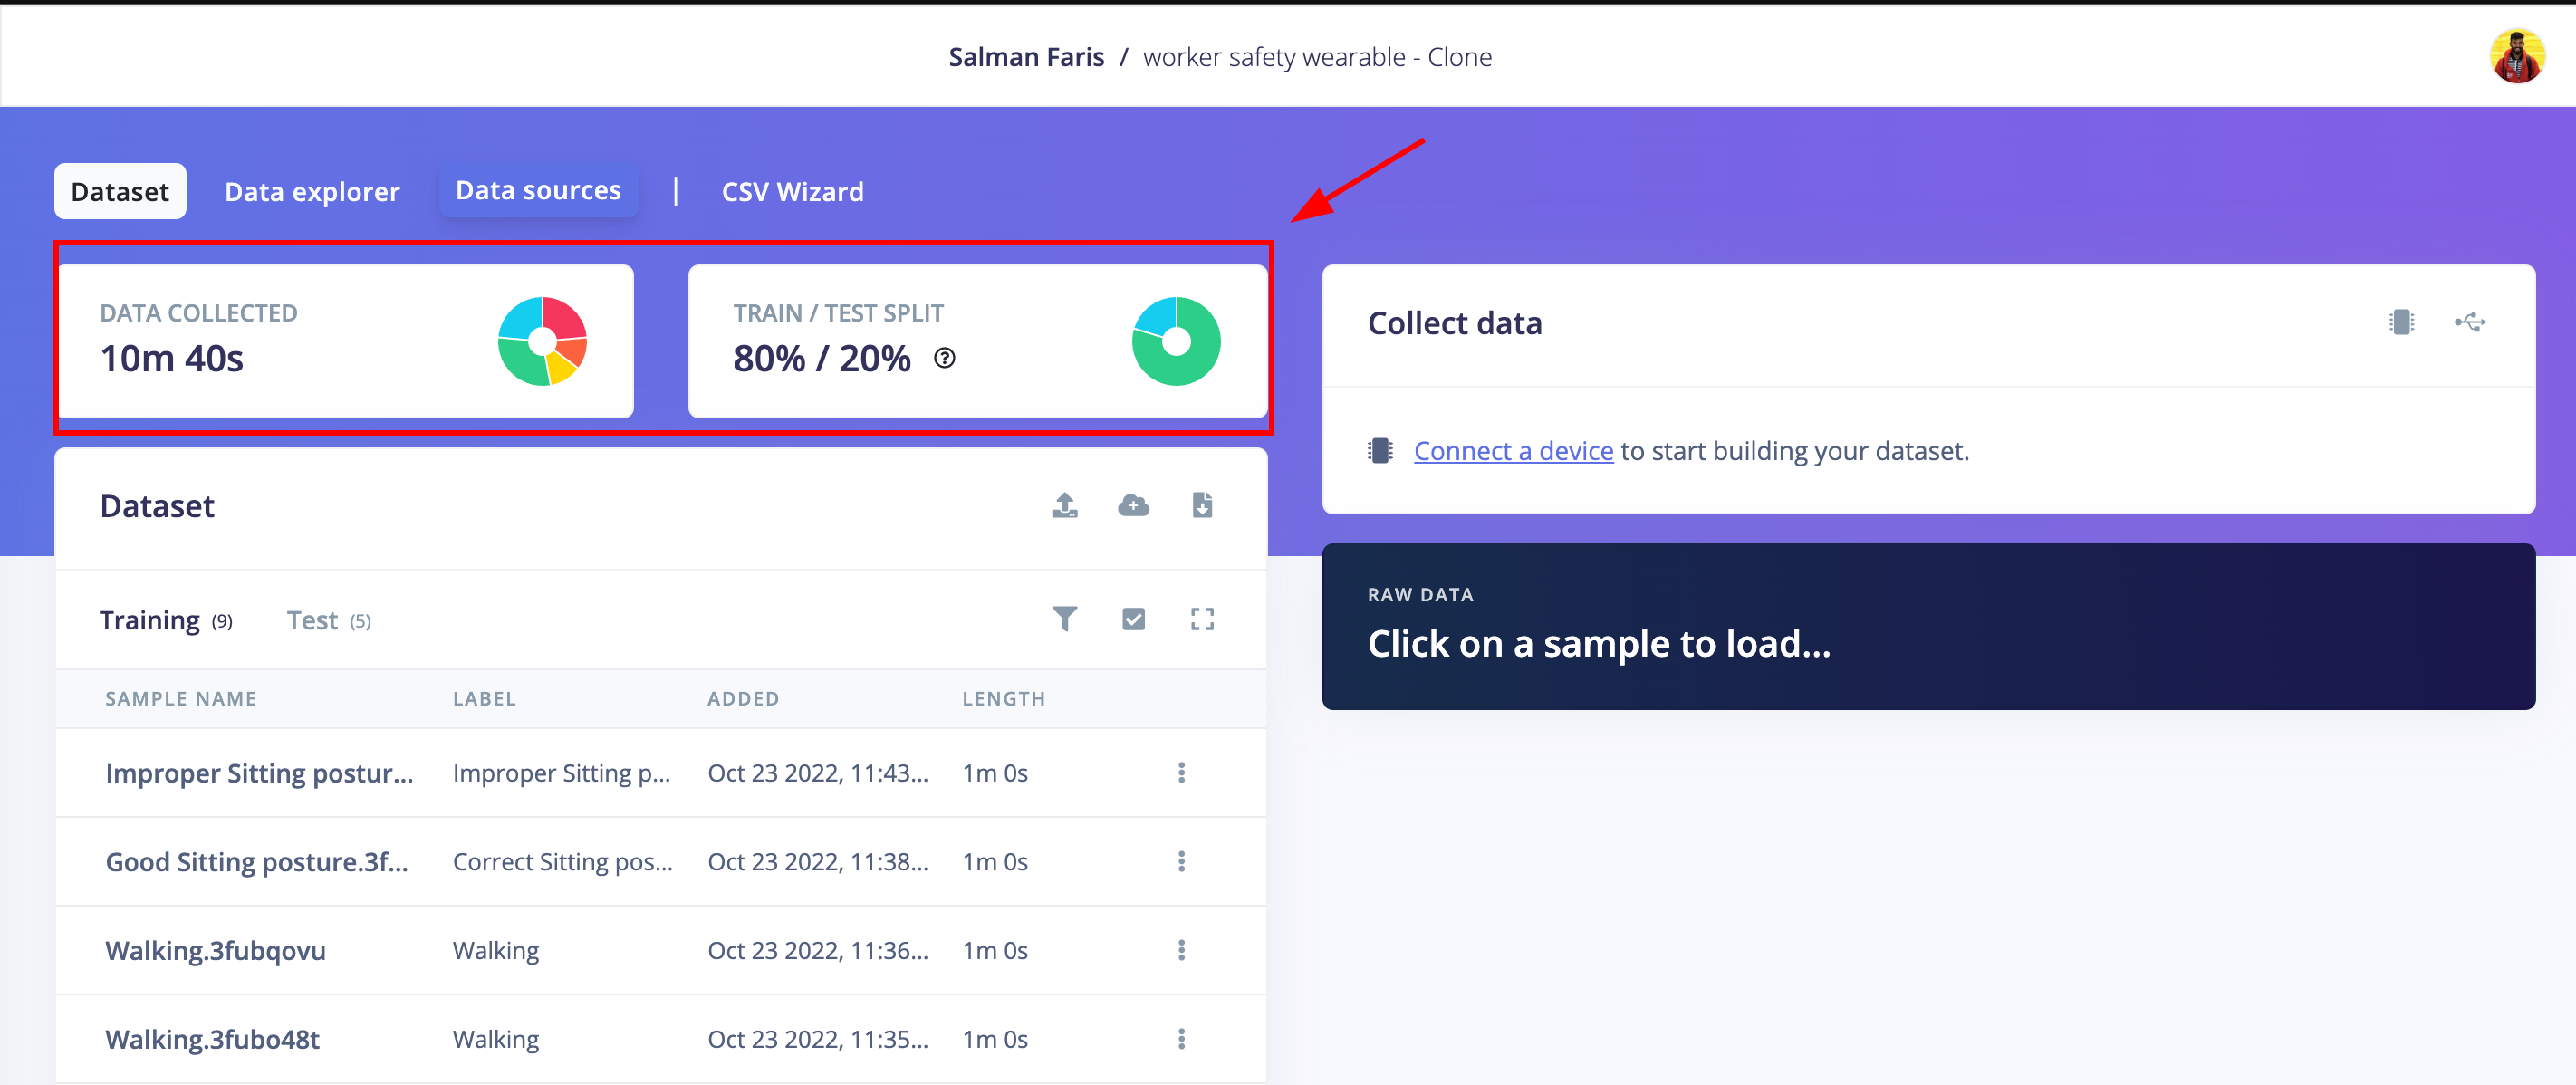 Salman Faris / worker safety wearable - Clone
Dataset Data explorer Data sources | CSV Wizard
DATA COLLECTED
10m 40s
TRAIN / TEST SPLIT
80% / 20%
Collect data
Connect a device to start building your dataset.
RAW DATA
Click on a sample to load...
Dataset
Training (9) Test (5)
SAMPLE NAME LABEL ADDED LENGTH
Improper Sitting postur... Improper Sitting p... Oct 23 2022, 11:43... 1m 0s
Good Sitting posture.3f... Correct Sitting pos... Oct 23 2022, 11:38... 1m 0s
Walking.3fubqovu Walking Oct 23 2022, 11:36... 1m 0s
Walking.3fubo48t Walking Oct 23 2022, 11:35... 1m 0s